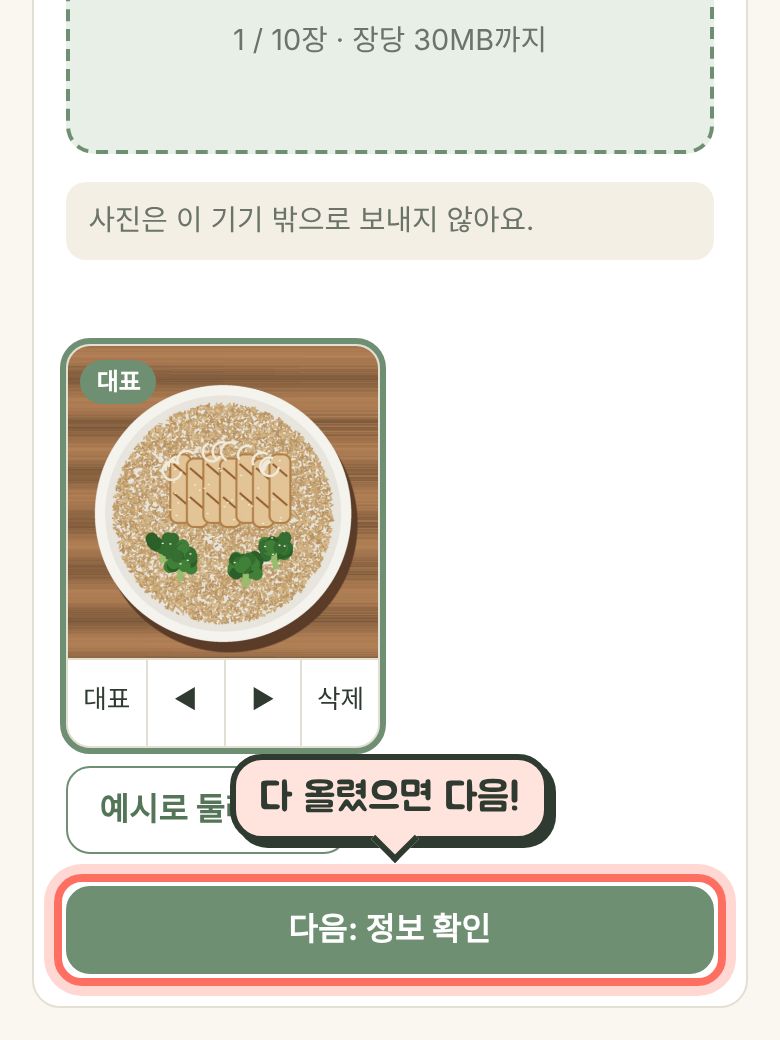 1 / 10장 · 장당 30MB까지
사진은 이 기기 밖으로 보내지 않아요.
대표
대표 ◀ ▶ 삭제
다 올렸으면 다음!
예시로
다음: 정보 확인